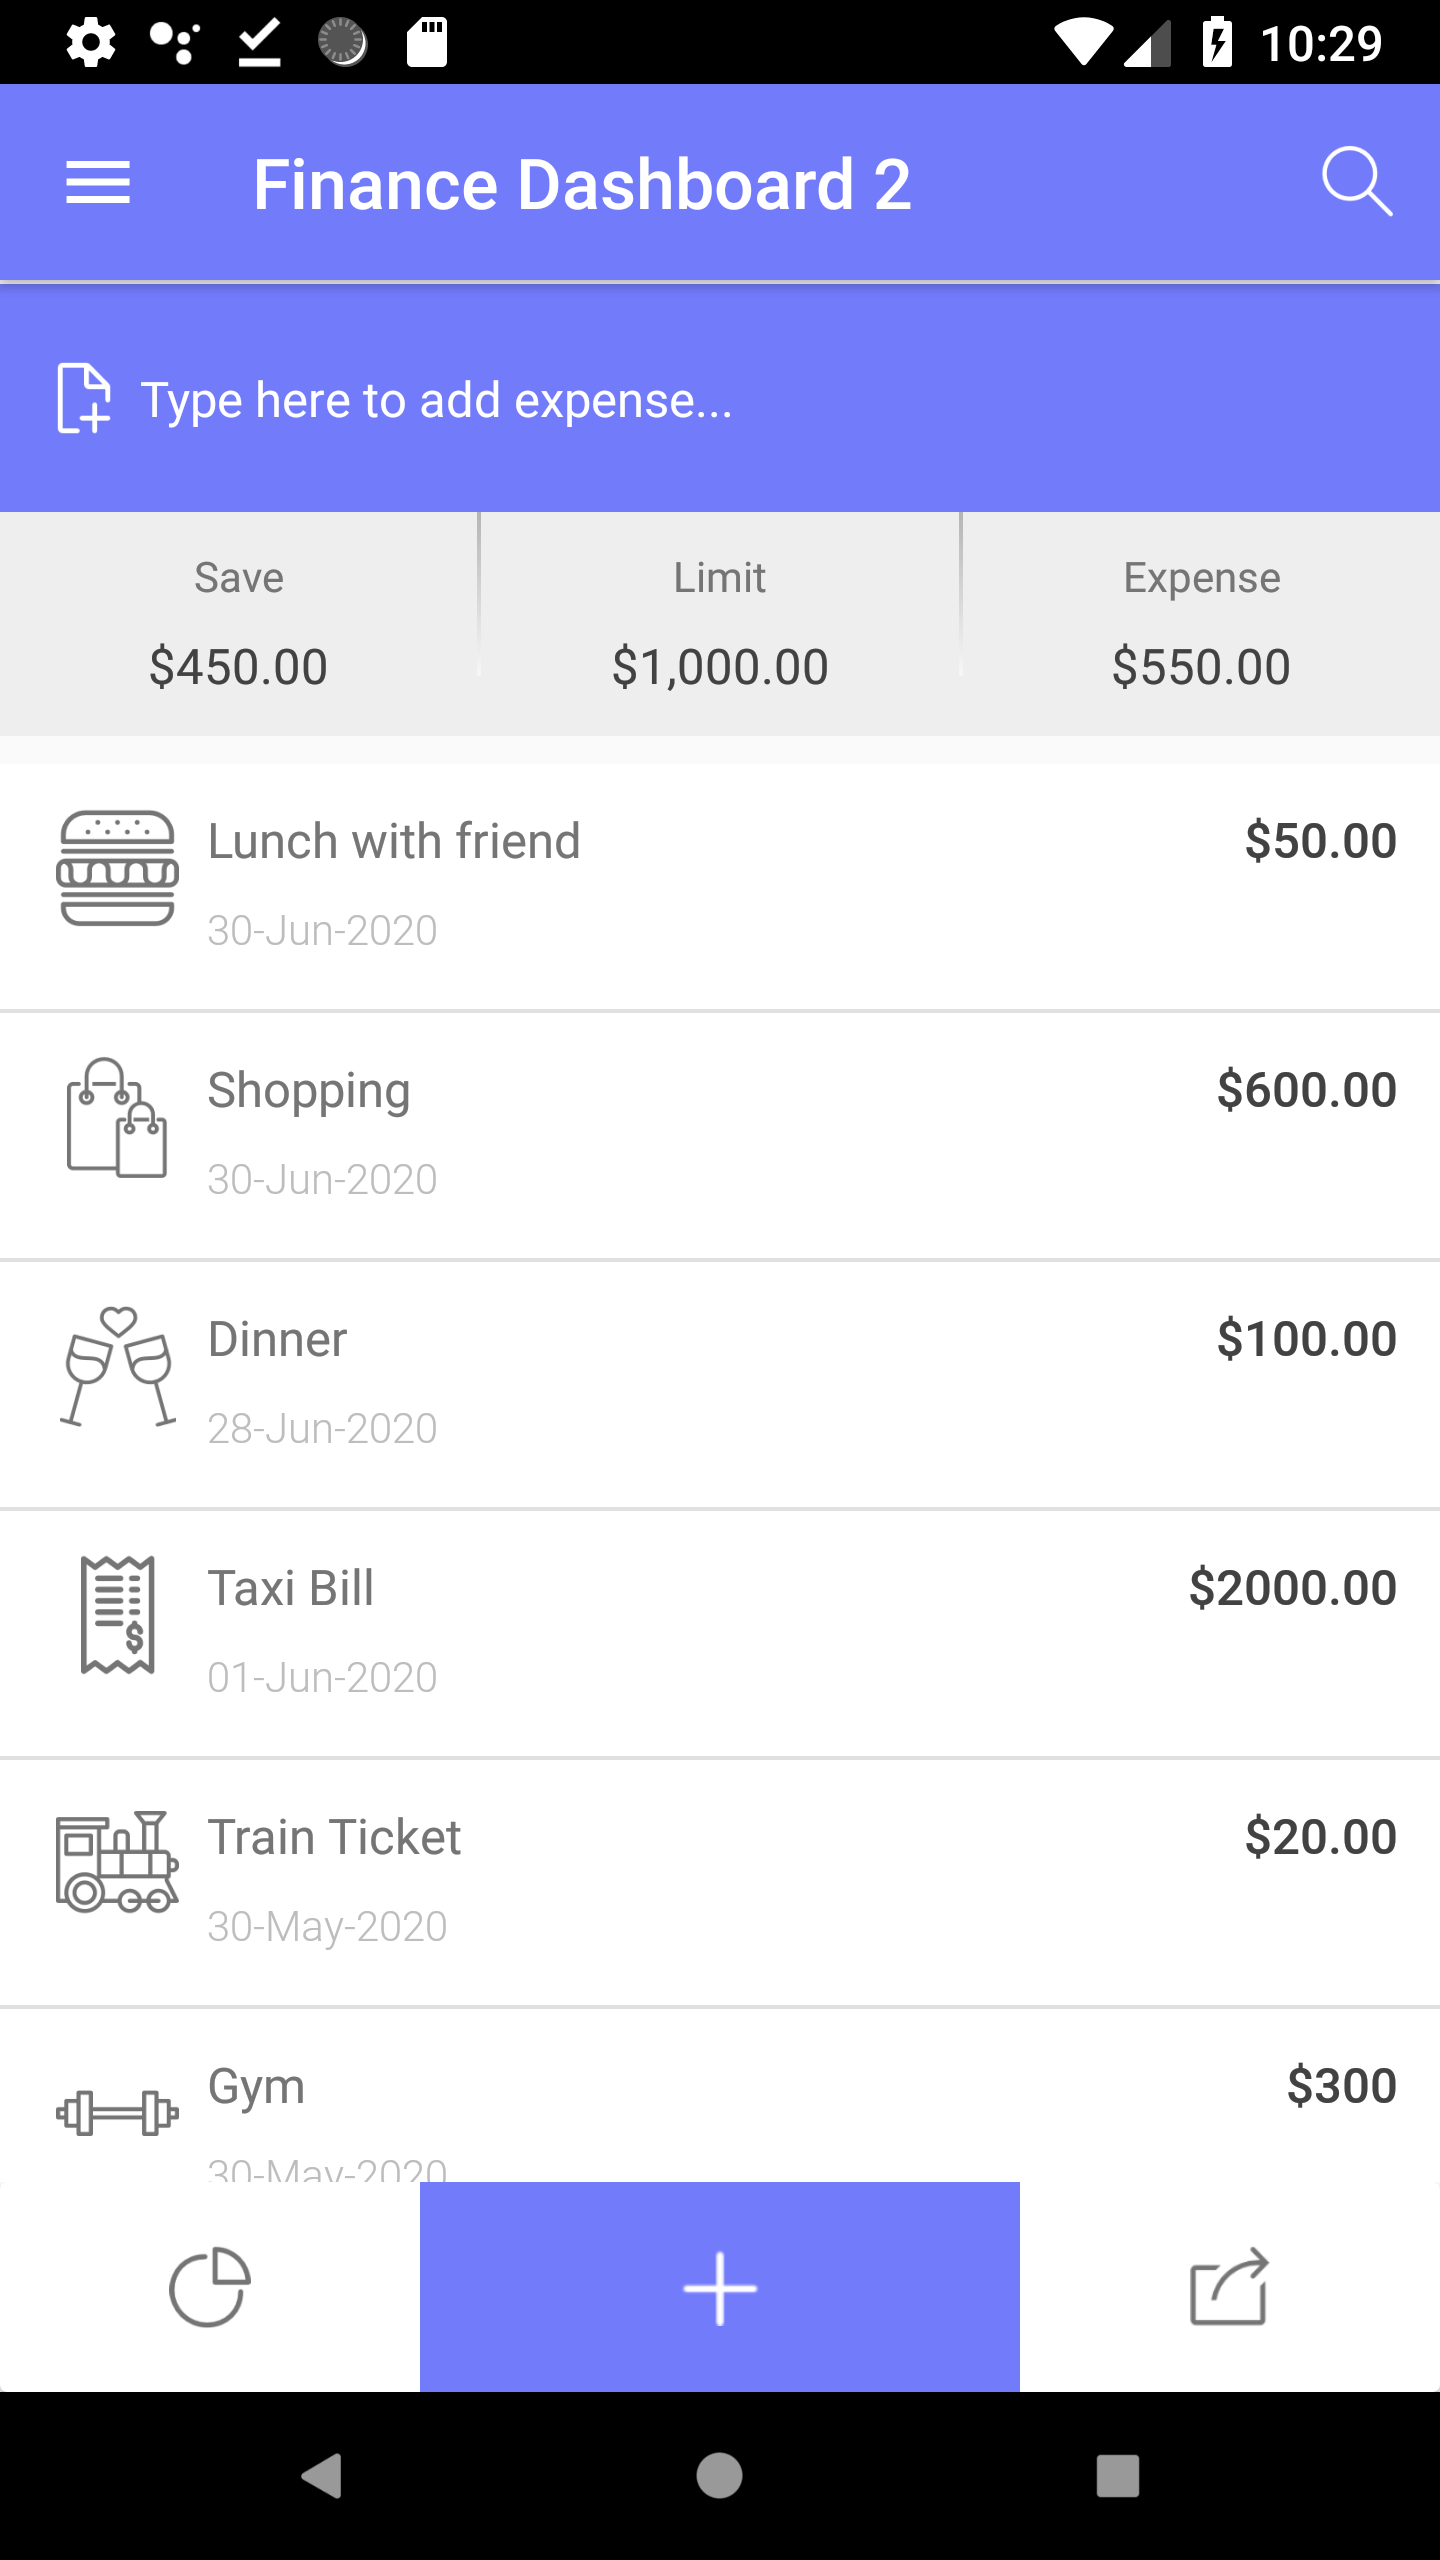 10:29
Finance Dashboard 2
Type here to add expense...
Save
Limit
Expense
$450.00
$1,000.00
$550.00
Lunch with friend
$50.00
30-Jun-2020
Shopping
$600.00
30-Jun-2020
Dinner
$100.00
28-Jun-2020
Taxi Bill
$2000.00
01-Jun-2020
Train Ticket
$20.00
30-May-2020
Gym
$300
30-May-2020